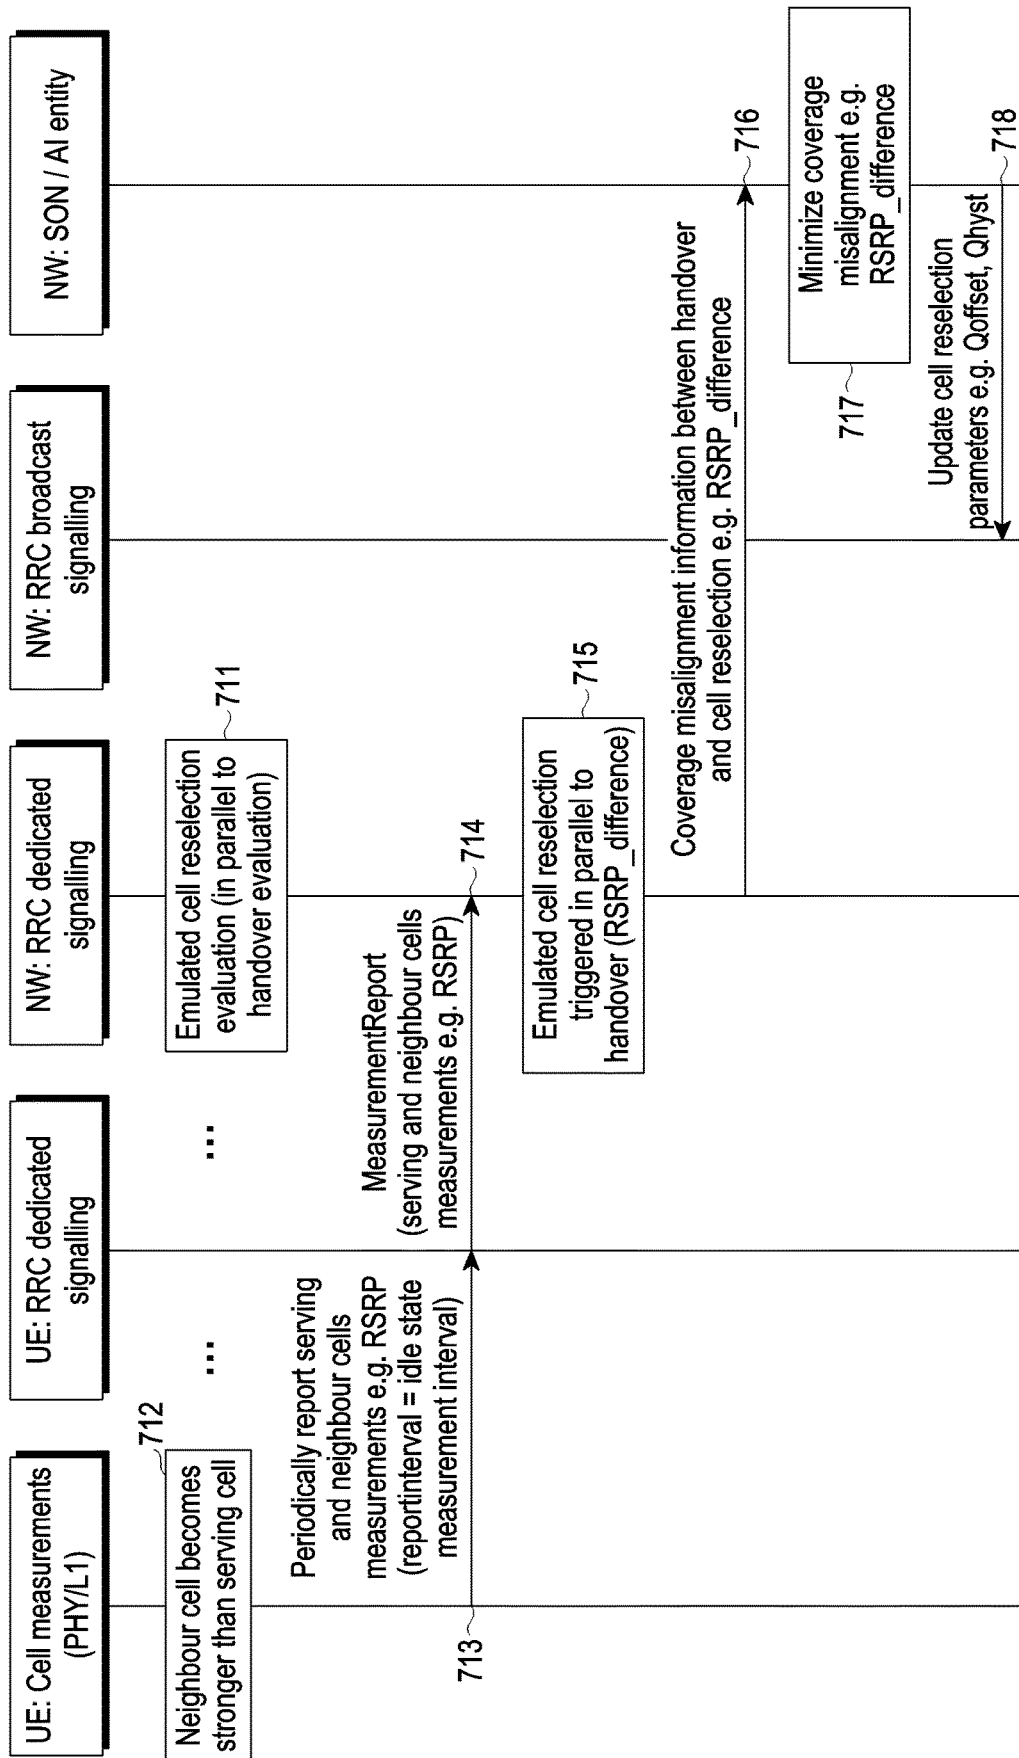 UE: Cell measurements
(PHY/L1)
UE: RRC dedicated
signalling
NW: RRC dedicated
signalling
NW: RRC broadcast
signalling
NW: SON / AI entity
711
Emulated cell reselection
evaluation (in parallel to
handover evaluation)
712
Neighbour cell becomes
stronger than serving cell
...
...
Periodically report serving
and neighbour cells
measurements e.g. RSRP
(reportinterval = idle state
measurement interval)
713
MeasurementReport
(serving and neighbour cells
measurements e.g. RSRP)
714
Emulated cell reselection
triggered in parallel to
handover (RSRP_difference)
715
Coverage misalignment information between handover
and cell reselection e.g. RSRP_difference
716
Minimize coverage
misalignment e.g.
RSRP_difference
717
Update cell reselection
parameters e.g. Qoffset, Qhyst
718